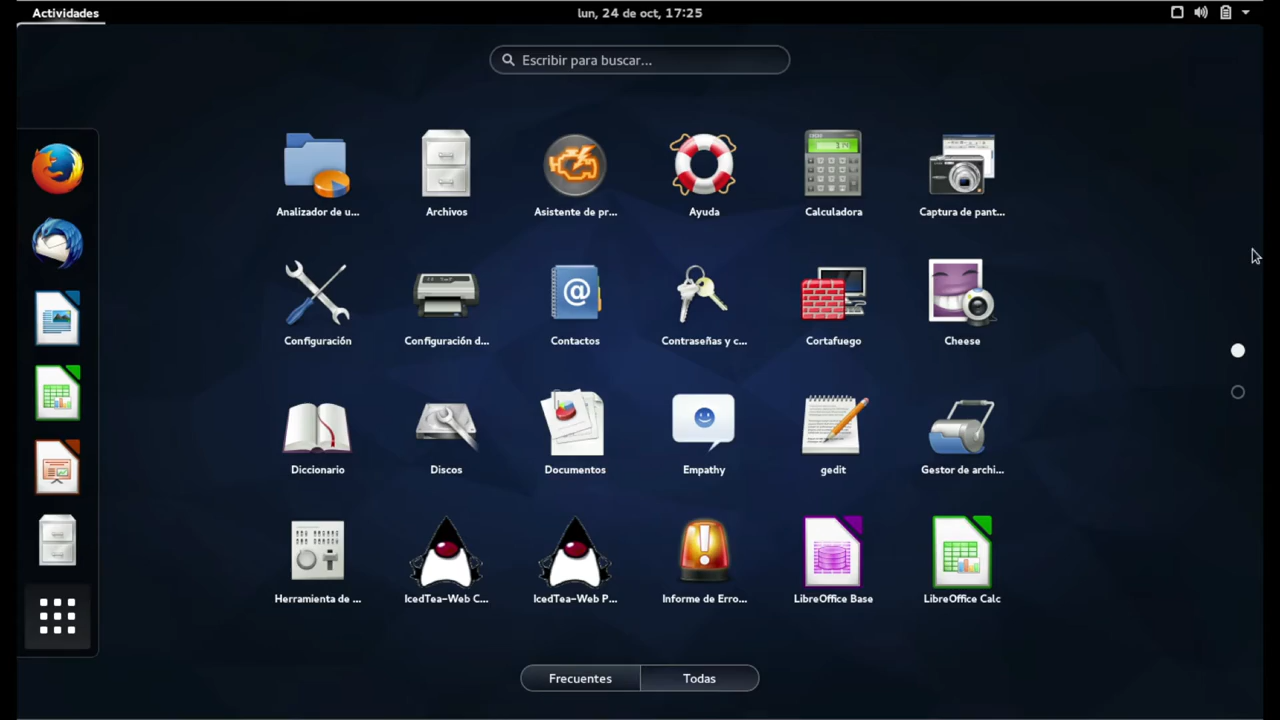 Actividades
lun, 24 de oct, 17:25
Escribir para buscar...
Analizador de u...
Archivos
Asistente de pr...
Ayuda
Calculadora
Captura de pant...
Configuración
Configuración d...
Contactos
Contraseñas y c...
Cortafuego
Cheese
Diccionario
Discos
Documentos
Empathy
gedit
Gestor de archi...
Herramienta de ...
IcedTea-Web C...
IcedTea-Web P...
Informe de Erro...
LibreOffice Base
LibreOffice Calc
Frecuentes
Todas